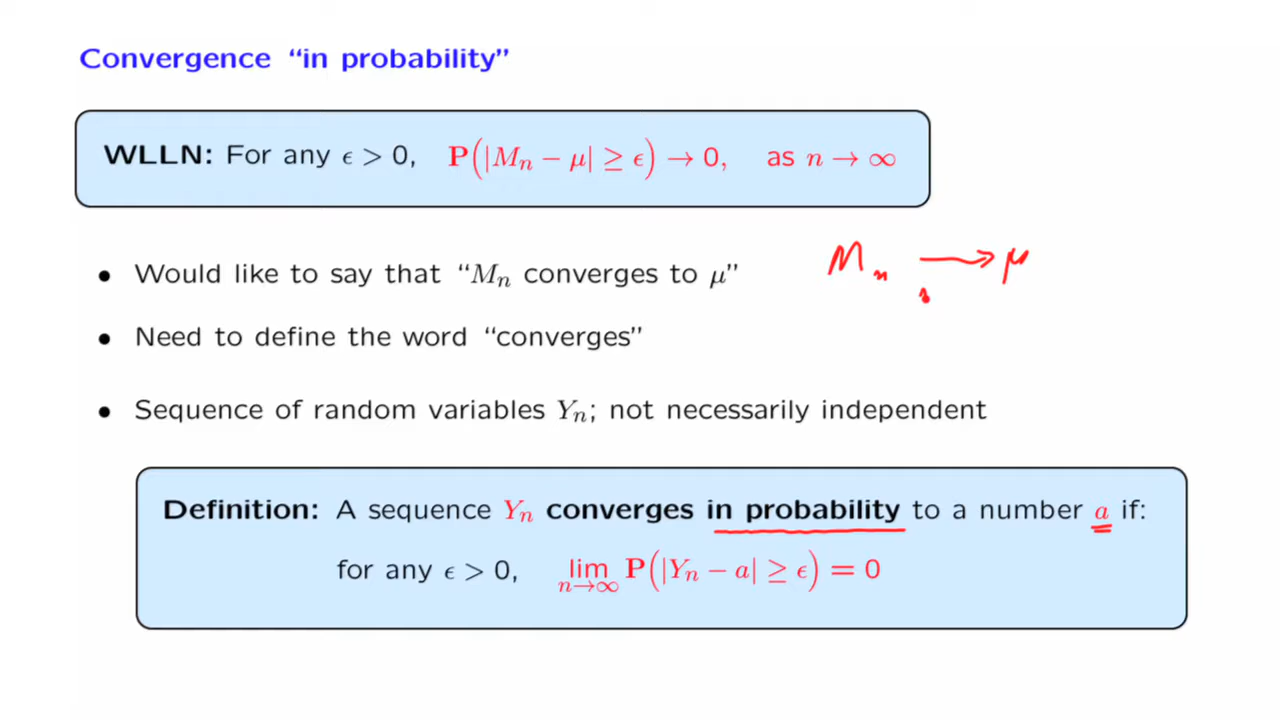 Convergence “in probability”
WLLN: For any ϵ > 0, P(|Mn − μ| ≥ ϵ) → 0, as n → ∞
• Would like to say that “Mn converges to μ”
Mn → μ
• Need to define the word “converges”
• Sequence of random variables Yn; not necessarily independent
Definition: A sequence Yn converges in probability to a number a if:
for any ϵ > 0, lim n→∞ P(|Yn − a| ≥ ϵ) = 0